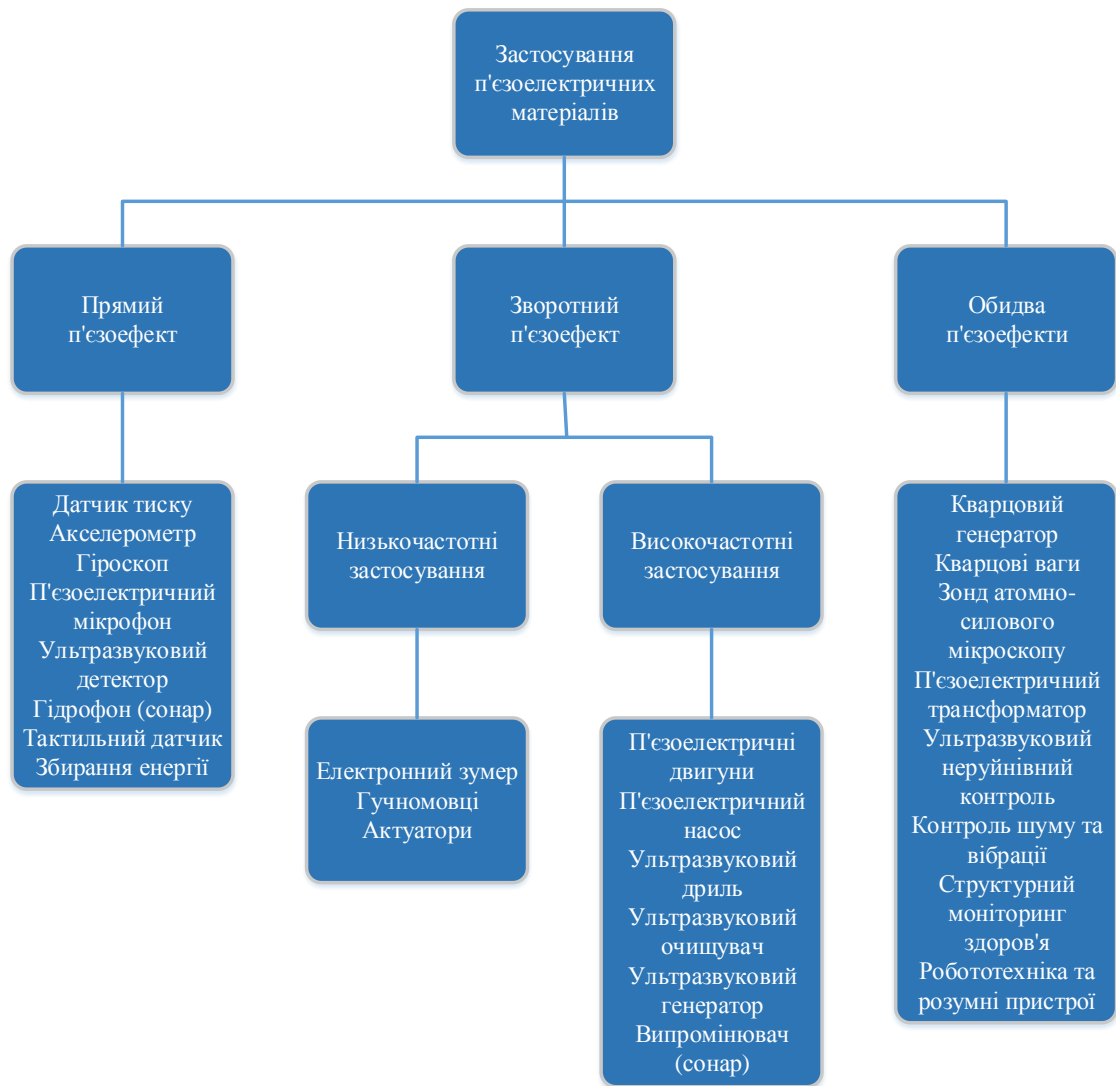 Застосування
п'єзоелектричних
матеріалів
Прямий
п'єзоефект
Зворотний
п'єзоефект
Обидва
п'єзоефекти
Датчик тиску
Акселерометр
Гіроскоп
П'єзоелектричний
мікрофон
Ультразвуковий
детектор
Гідрофон (сонар)
Тактильний датчик
Збирання енергії
Низькочастотні
застосування
Високочастотні
застосування
Електронний зумер
Гучномовці
Актуатори
П'єзоелектричні
двигуни
П'єзоелектричний
насос
Ультразвуковий
дриль
Ультразвуковий
очищувач
Ультразвуковий
генератор
Випромінювач
(сонар)
Кварцовий
генератор
Кварцові ваги
Зонд атомно-
силового
мікроскопу
П'єзоелектричний
трансформатор
Ультразвуковий
неруйнівний
контроль
Контроль шуму та
вібрації
Структурний
моніторинг
здоров'я
Робототехніка та
розумні пристрої